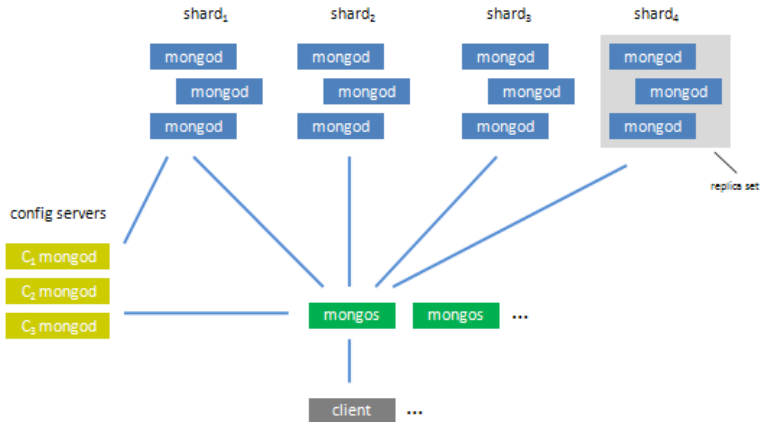 shard₁ shard₂ shard₃ shard₄
mongod mongod mongod mongod
mongod mongod mongod mongod
mongod mongod mongod mongod
replica set
config servers
C₁ mongod
C₂ mongod
C₃ mongod
mongos mongos ...
client ...